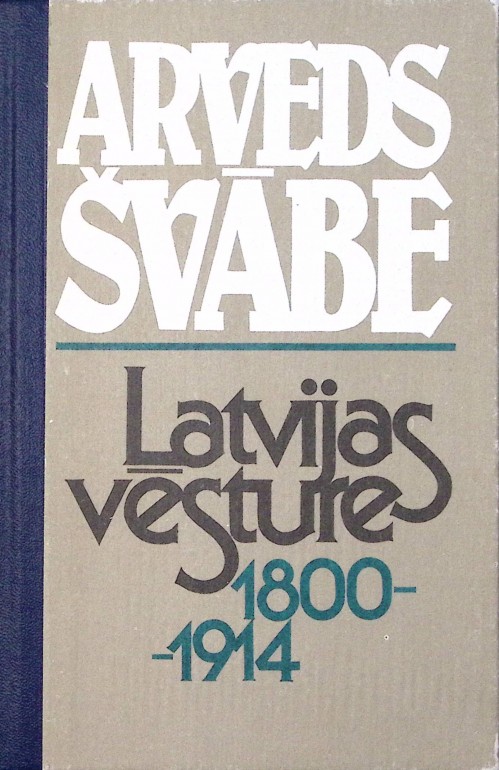 ARVEDS
ŠVĀBE
Latvijas
vēsture
1800-
-1914